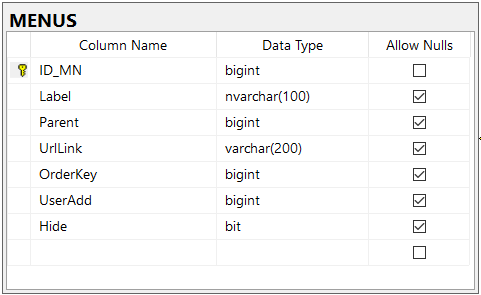 MENUS
Column Name Data Type Allow Nulls
ID_MN bigint
Label nvarchar(100)
Parent bigint
UrlLink varchar(200)
OrderKey bigint
UserAdd bigint
Hide bit